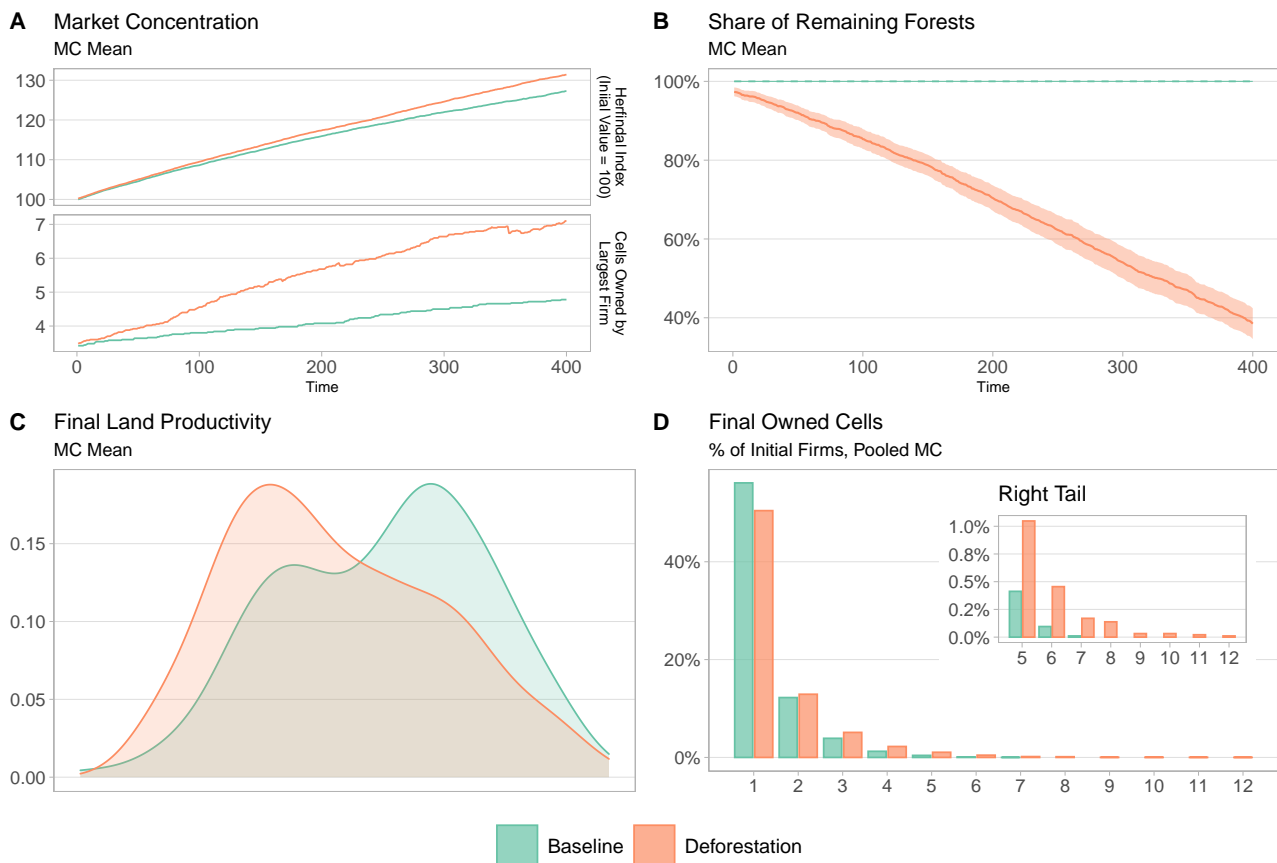 A Market Concentration
MC Mean
130
120
110
100
Herfindal Index
(Iniial Value = 100)
7
6
5
4
Cells Owned by
Largest Firm
0 100 200 300 400
Time
B Share of Remaining Forests
MC Mean
100%
80%
60%
40%
0 100 200 300 400
Time
C Final Land Productivity
MC Mean
0.15
0.10
0.05
0.00
D Final Owned Cells
% of Initial Firms, Pooled MC
40%
20%
0%
Right Tail
1.0%
0.8%
0.5%
0.2%
0.0%
5 6 7 8 9 10 11 12
1 2 3 4 5 6 7 8 9 10 11 12
Baseline Deforestation